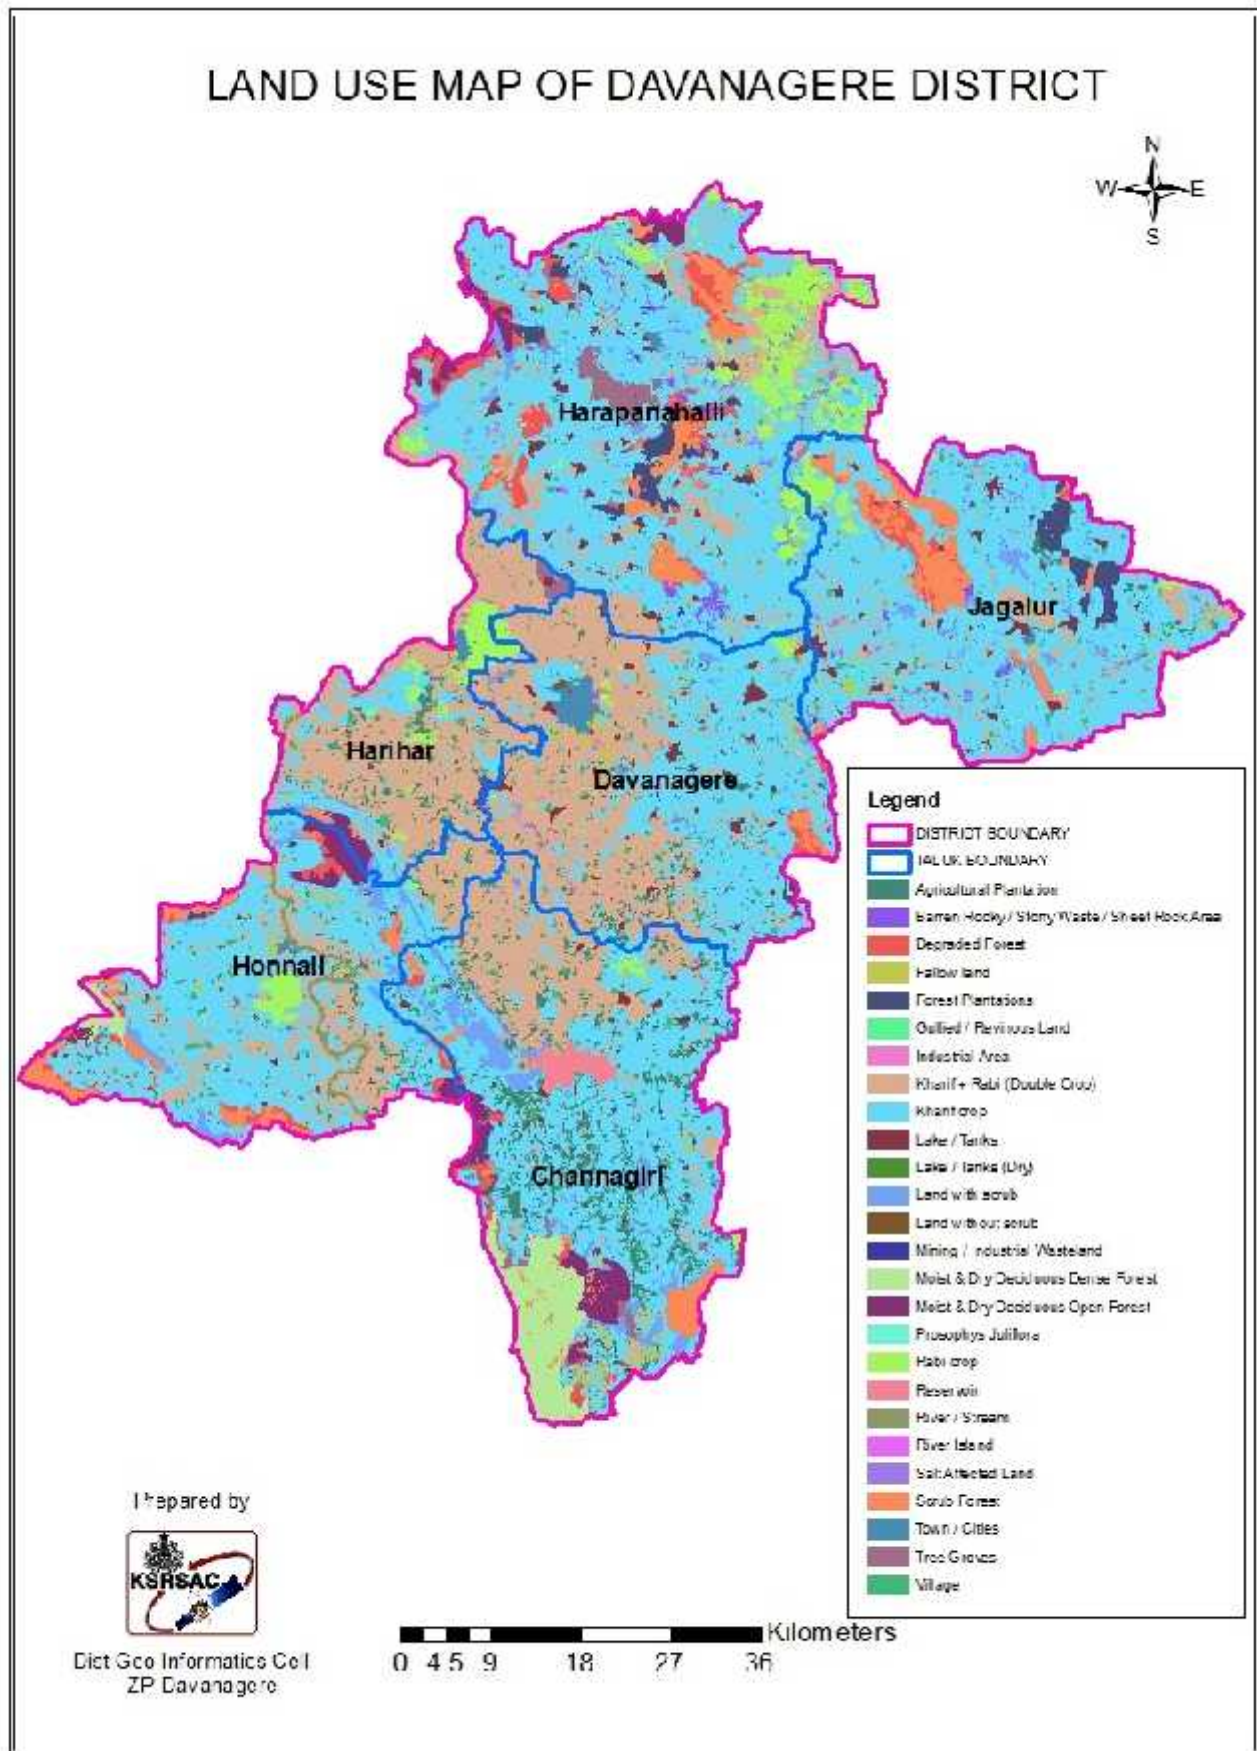 LAND USE MAP OF DAVANAGERE DISTRICT
N
W E
S
Harapanahalli
Jagalur
Harihar
Davanagere
Honnali
Channagiri
Legend
DISTRICT BOUNDARY
TALUK BOUNDARY
Agricultural Plantation
Barren Rocky / Stony Waste / Sheet Rock Area
Degraded Forest
Fallow land
Forest Plantations
Gullied / Ravinous Land
Industrial Area
Kharif + Rabi (Double Crop)
Kharif crop
Lake / Tanks
Lake / Tanks (Dry)
Land with scrub
Land without scrub
Mining / Industrial Wasteland
Moist & Dry Deciduous Dense Forest
Moist & Dry Deciduous Open Forest
Prosophys Juliflora
Rabi crop
Reservoir
River / Stream
River Island
Salt Affected Land
Scrub Forest
Town / Cities
Tree Groves
Village
Prepared by
KSRSAC
Dist Geo Informatics Cell
ZP Davanagere
Kilometers
0 4.5 9 18 27 36